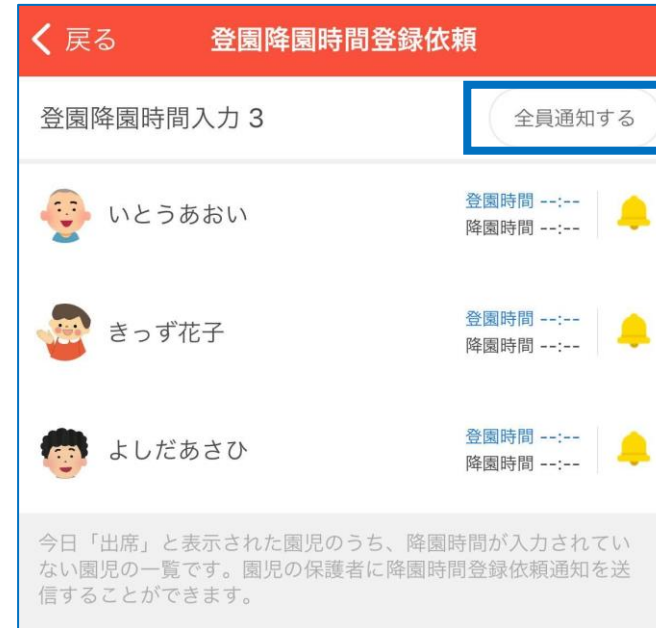 戻る 登園降園時間登録依頼
登園降園時間入力 3 全員通知する
いとうあおい
登園時間 --:--
降園時間 --:--
きっず花子
登園時間 --:--
降園時間 --:--
よしだあさひ
登園時間 --:--
降園時間 --:--
今日「出席」と表示された園児のうち、降園時間が入力されてい
ない園児の一覧です。園児の保護者に降園時間登録依頼通知を送
信することができます。